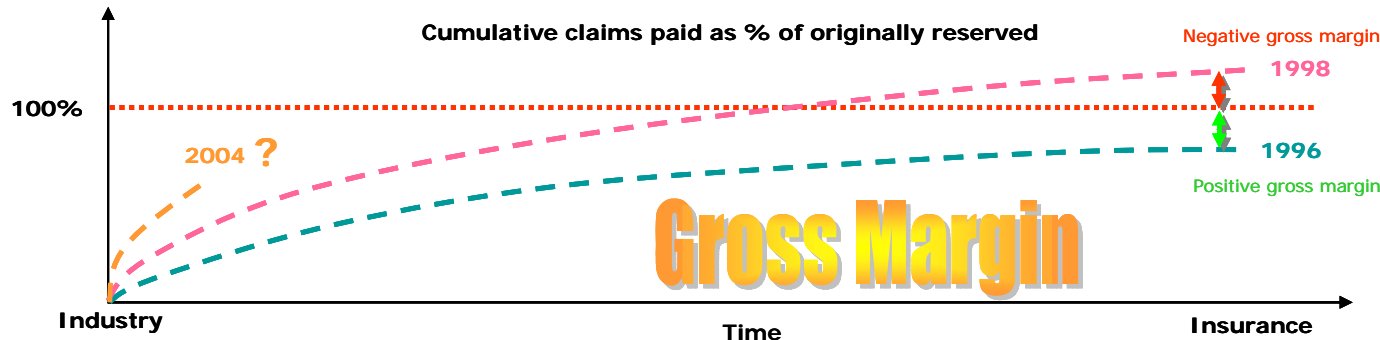 Cumulative claims paid as % of originally reserved
Negative gross margin
1998
100%
2004 ?
1996
Positive gross margin
Gross Margin
Industry
Time
Insurance